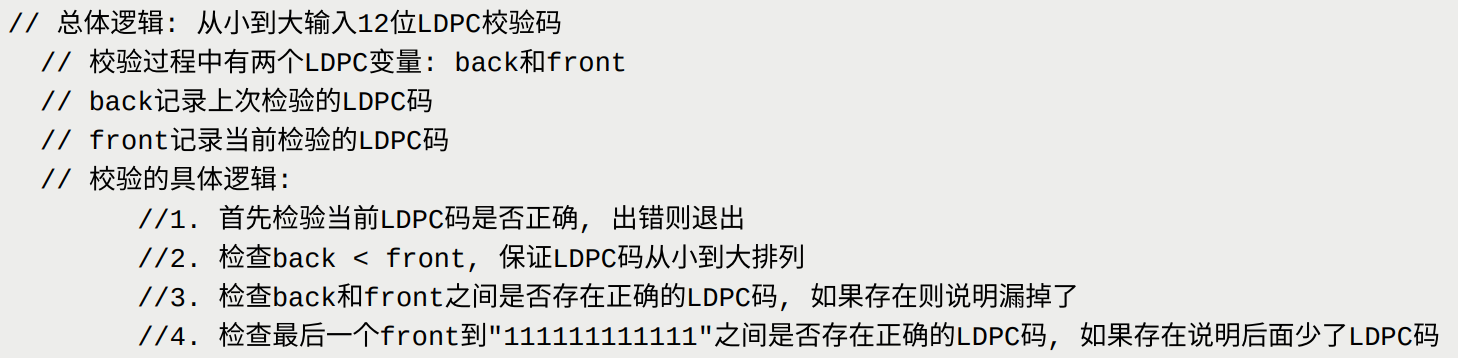 // 总体逻辑: 从小到大输入12位LDPC校验码
// 校验过程中有两个LDPC变量: back和front
// back记录上次检验的LDPC码
// front记录当前检验的LDPC码
// 校验的具体逻辑:
//1. 首先检验当前LDPC码是否正确, 出错则退出
//2. 检查back < front, 保证LDPC码从小到大排列
//3. 检查back和front之间是否存在正确的LDPC码, 如果存在则说明漏掉了
//4. 检查最后一个front到"111111111111"之间是否存在正确的LDPC码, 如果存在说明后面少了LDPC码